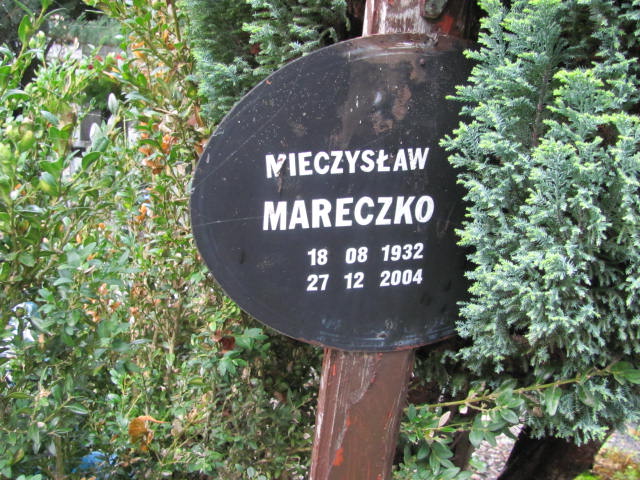 MIECZYSŁAW
MARECZKO
18 08 1932
27 12 2004